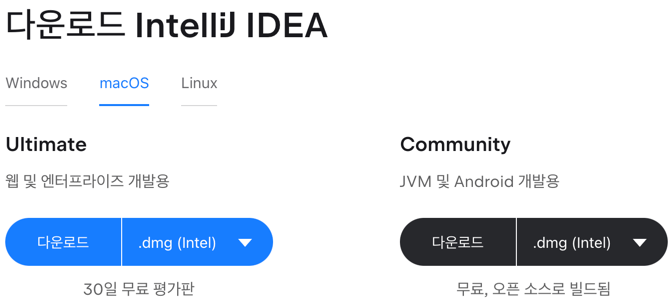 다운로드 IntelliJ IDEA
Windows macOS Linux
Ultimate
웹 및 엔터프라이즈 개발용
다운로드 .dmg (Intel)
30일 무료 평가판
Community
JVM 및 Android 개발용
다운로드 .dmg (Intel)
무료, 오픈 소스로 빌드됨